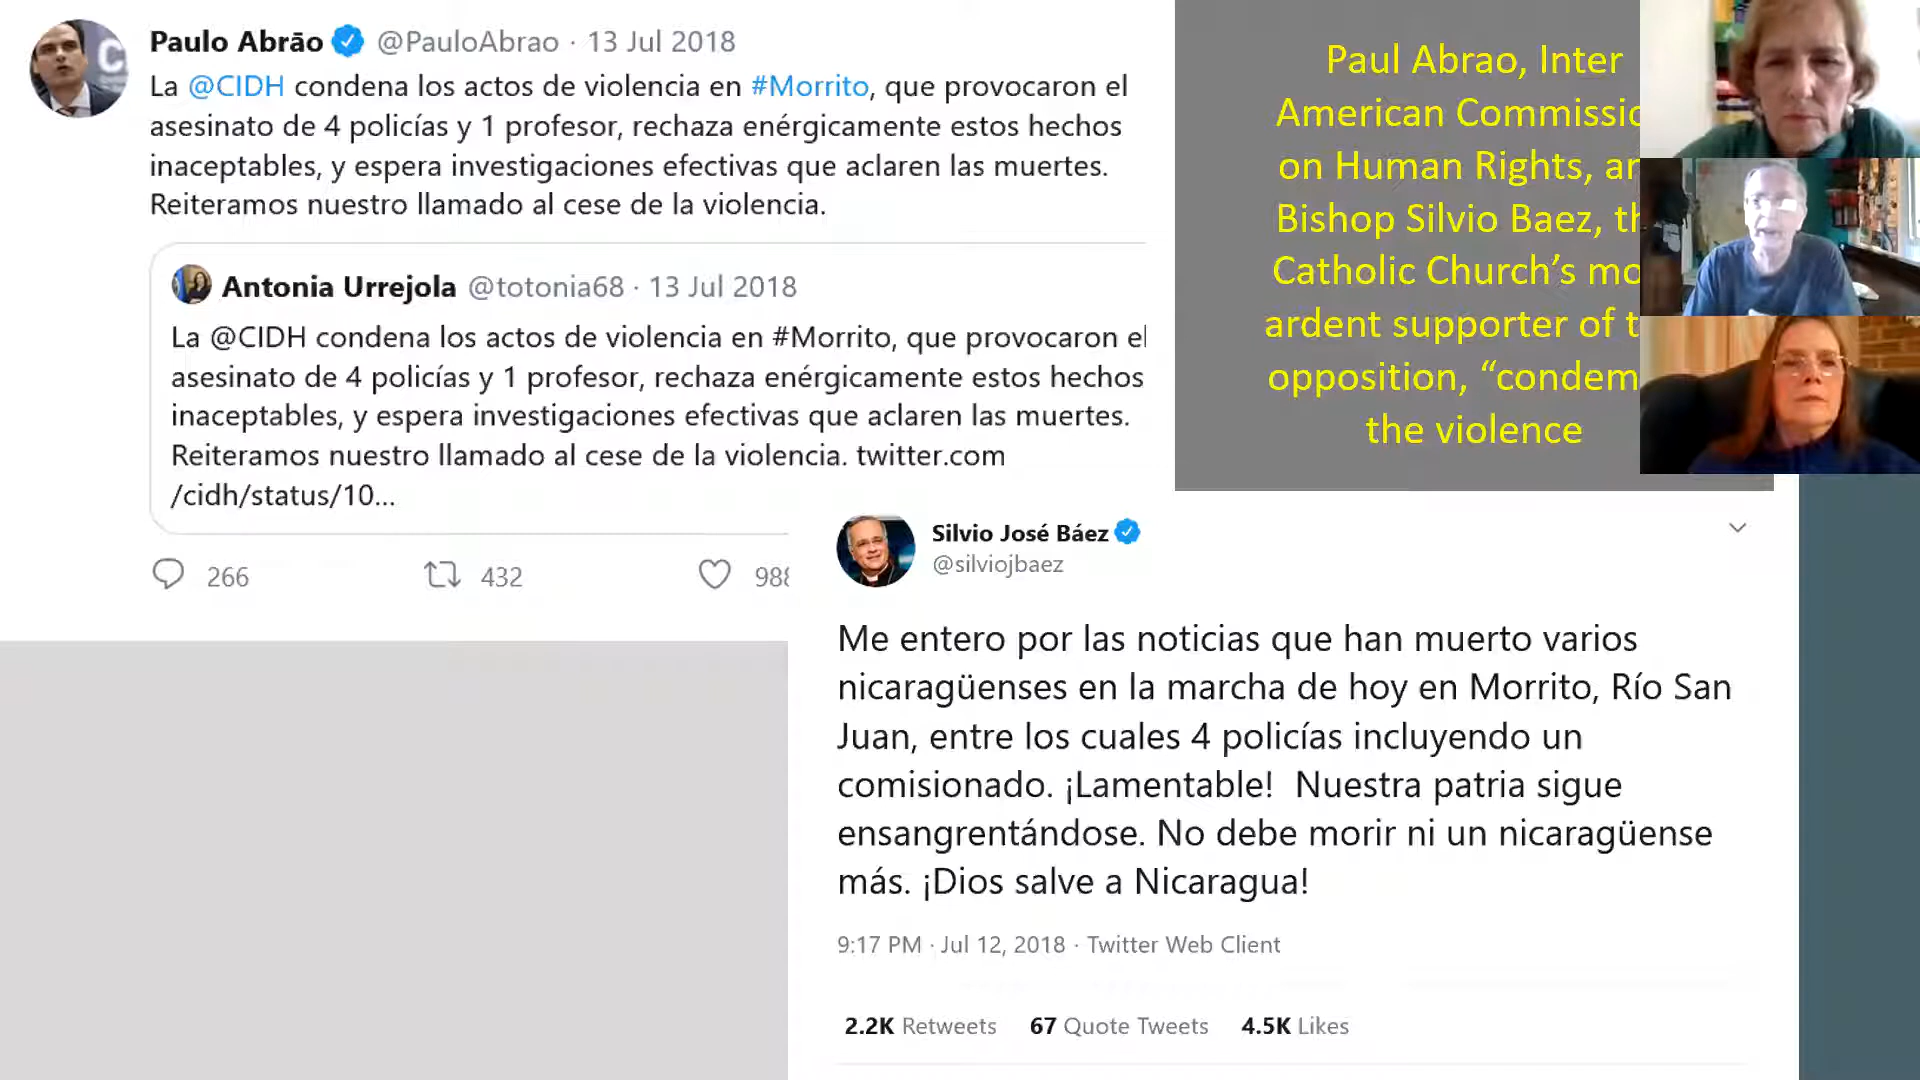 Paulo Abrão @PauloAbrao · 13 Jul 2018
La @CIDH condena los actos de violencia en #Morrito, que provocaron el
asesinato de 4 policías y 1 profesor, rechaza enérgicamente estos hechos
inaceptables, y espera investigaciones efectivas que aclaren las muertes.
Reiteramos nuestro llamado al cese de la violencia.
Antonia Urrejola @totonia68 · 13 Jul 2018
La @CIDH condena los actos de violencia en #Morrito, que provocaron el
asesinato de 4 policías y 1 profesor, rechaza enérgicamente estos hechos
inaceptables, y espera investigaciones efectivas que aclaren las muertes.
Reiteramos nuestro llamado al cese de la violencia. twitter.com
/cidh/status/10...
266 432 988
Paul Abrao, Inter
American Commissio
on Human Rights, an
Bishop Silvio Baez, th
Catholic Church’s mo
ardent supporter of t
opposition, “condem
the violence
Silvio José Báez
@silviojbaez
Me entero por las noticias que han muerto varios
nicaragüenses en la marcha de hoy en Morrito, Río San
Juan, entre los cuales 4 policías incluyendo un
comisionado. ¡Lamentable! Nuestra patria sigue
ensangrentándose. No debe morir ni un nicaragüense
más. ¡Dios salve a Nicaragua!
9:17 PM · Jul 12, 2018 · Twitter Web Client
2.2K Retweets 67 Quote Tweets 4.5K Likes